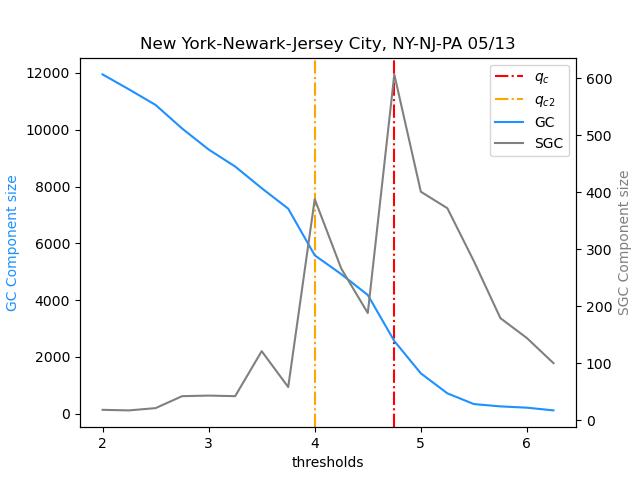 New York-Newark-Jersey City, NY-NJ-PA 05/13
GC Component size
12000
10000
8000
6000
4000
2000
0
q_c
q_c2
GC
SGC
600
500
400
300
200
100
0
SGC Component size
2 3 4 5 6
thresholds